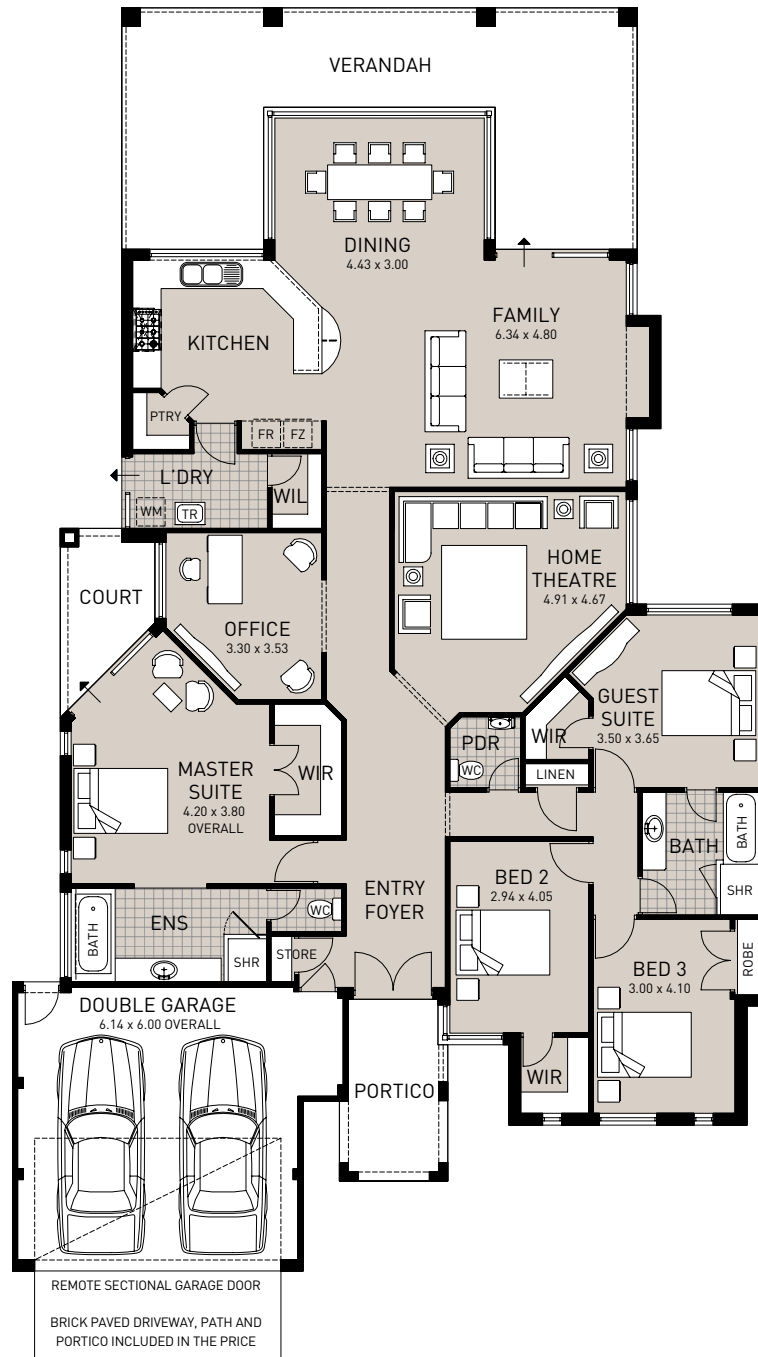 VERANDAH
DINING
4.43 x 3.00
FAMILY
6.34 x 4.80
KITCHEN
PTRY
FR
FZ
L'DRY
WIL
WM
TR
HOME
THEATRE
4.91 x 4.67
COURT
OFFICE
3.30 x 3.53
GUEST
SUITE
3.50 x 3.65
PDR
WC
WIR
LINEN
MASTER
SUITE
4.20 x 3.80
OVERALL
WIR
BATH
BATH
SHR
BED 2
2.94 x 4.05
ENTRY
FOYER
ENS
WC
BATH
SHR
STORE
BED 3
3.00 x 4.10
ROBE
DOUBLE GARAGE
6.14 x 6.00 OVERALL
WIR
PORTICO
REMOTE SECTIONAL GARAGE DOOR
BRICK PAVED DRIVEWAY, PATH AND
PORTICO INCLUDED IN THE PRICE